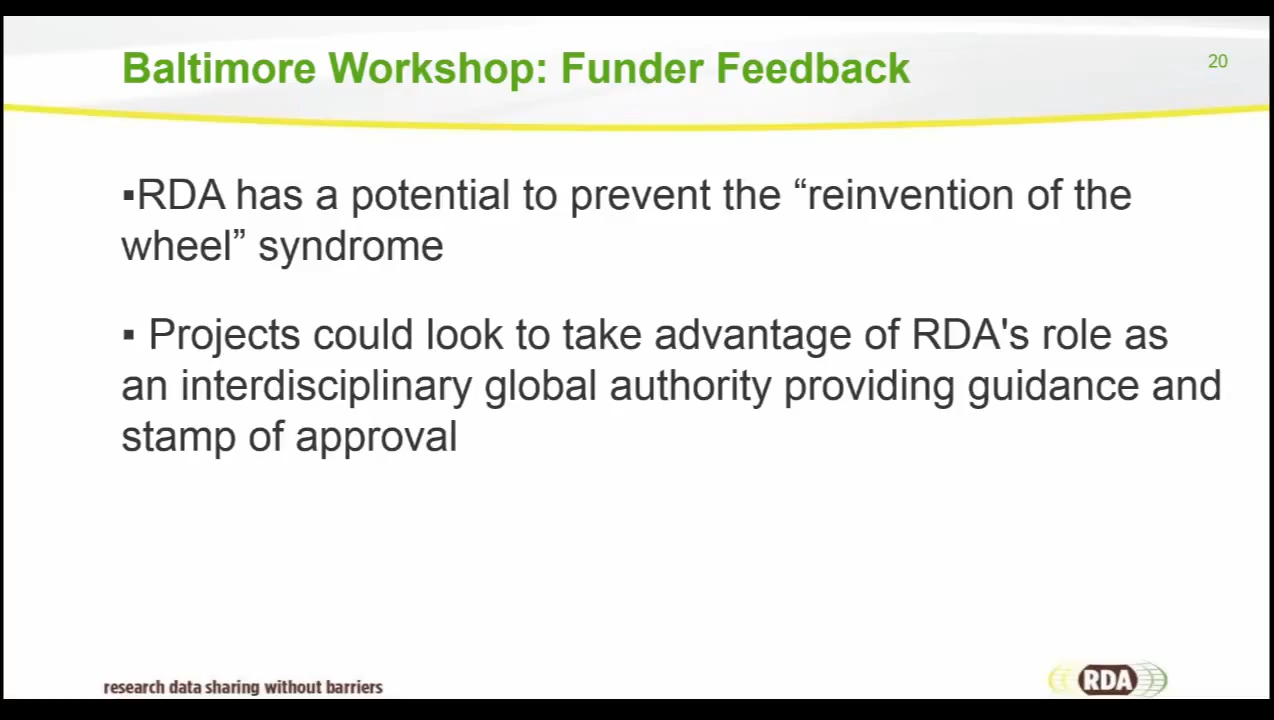 Baltimore Workshop: Funder Feedback
20
▪RDA has a potential to prevent the “reinvention of the
wheel” syndrome
▪ Projects could look to take advantage of RDA's role as
an interdisciplinary global authority providing guidance and
stamp of approval
research data sharing without barriers
RDA